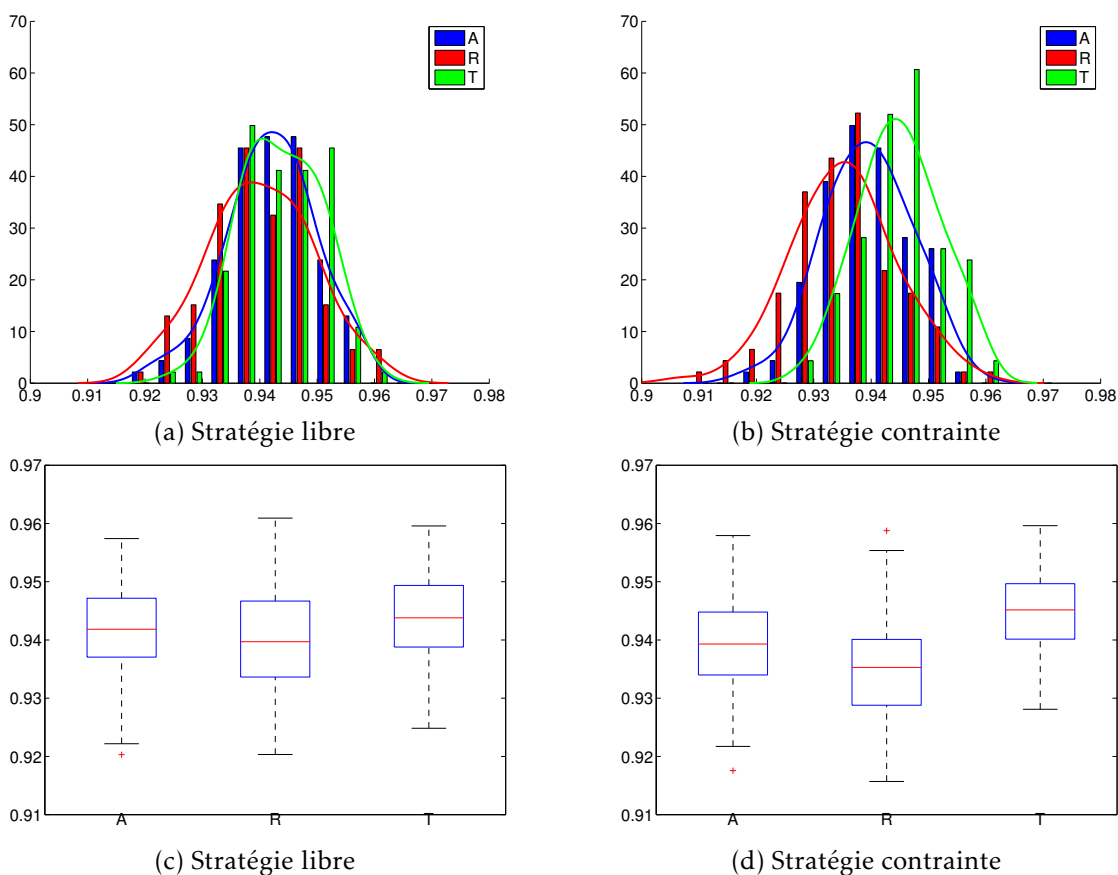 70
60
50
40
30
20
10
0
0.9 0.91 0.92 0.93 0.94 0.95 0.96 0.97 0.98
A
R
T
(a) Stratégie libre
70
60
50
40
30
20
10
0
0.9 0.91 0.92 0.93 0.94 0.95 0.96 0.97 0.98
A
R
T
(b) Stratégie contrainte
0.97
0.96
0.95
0.94
0.93
0.92
0.91
A R T
(c) Stratégie libre
0.97
0.96
0.95
0.94
0.93
0.92
0.91
A R T
(d) Stratégie contrainte